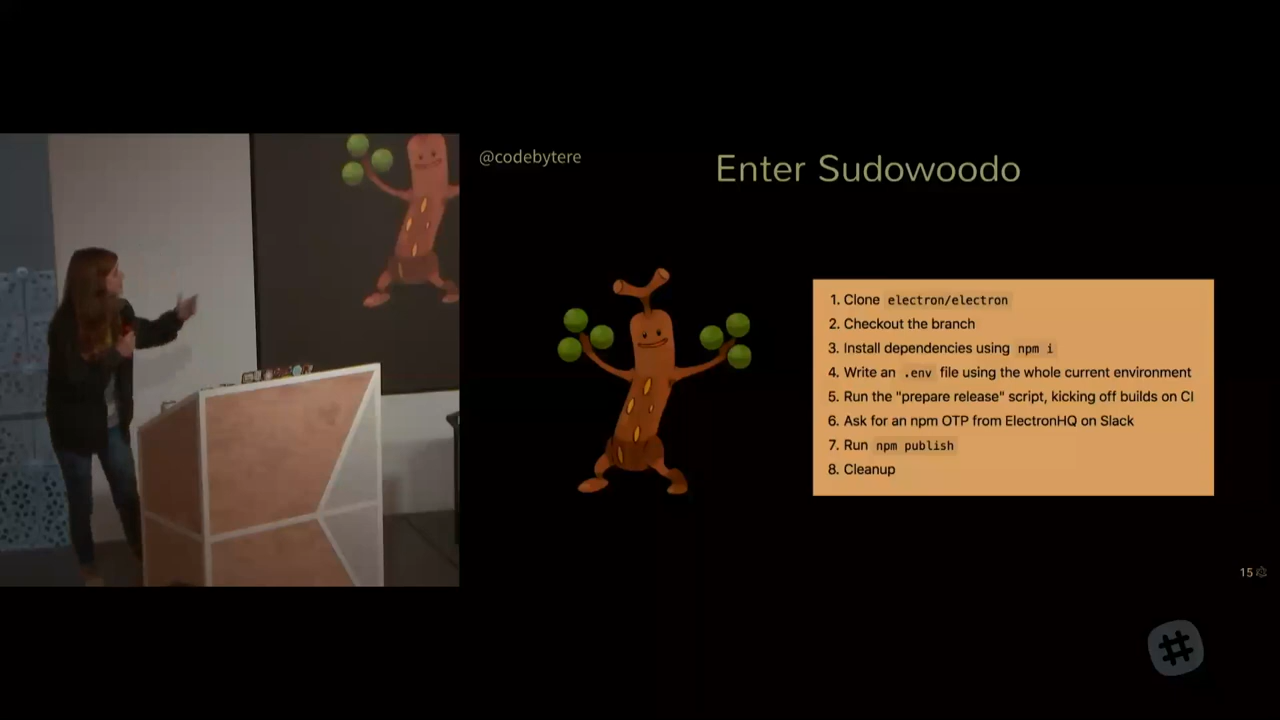 @codebytere
Enter Sudowoodo
1. Clone electron/electron
2. Checkout the branch
3. Install dependencies using npm i
4. Write an .env file using the whole current environment
5. Run the "prepare release" script, kicking off builds on CI
6. Ask for an npm OTP from ElectronHQ on Slack
7. Run npm publish
8. Cleanup
15